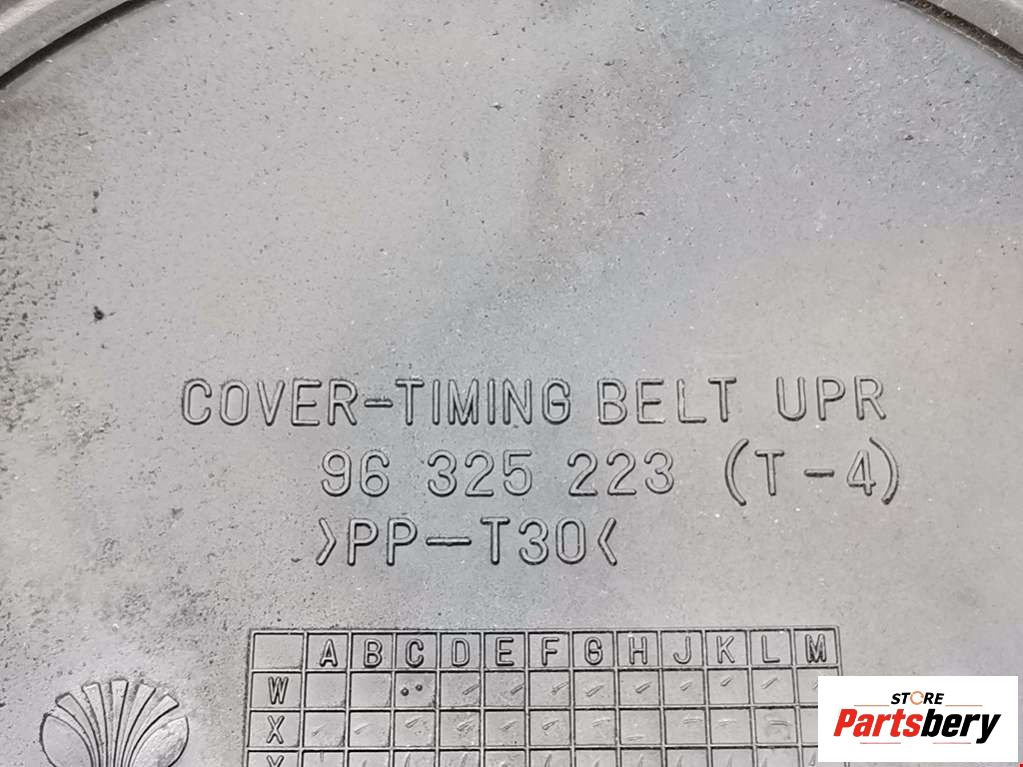 COVER-TIMING BELT UPR
96 325 223 (T-4)
>PP-T30<
A B C D E F G H J K L M
W
X
Y
STORE
Partsbery